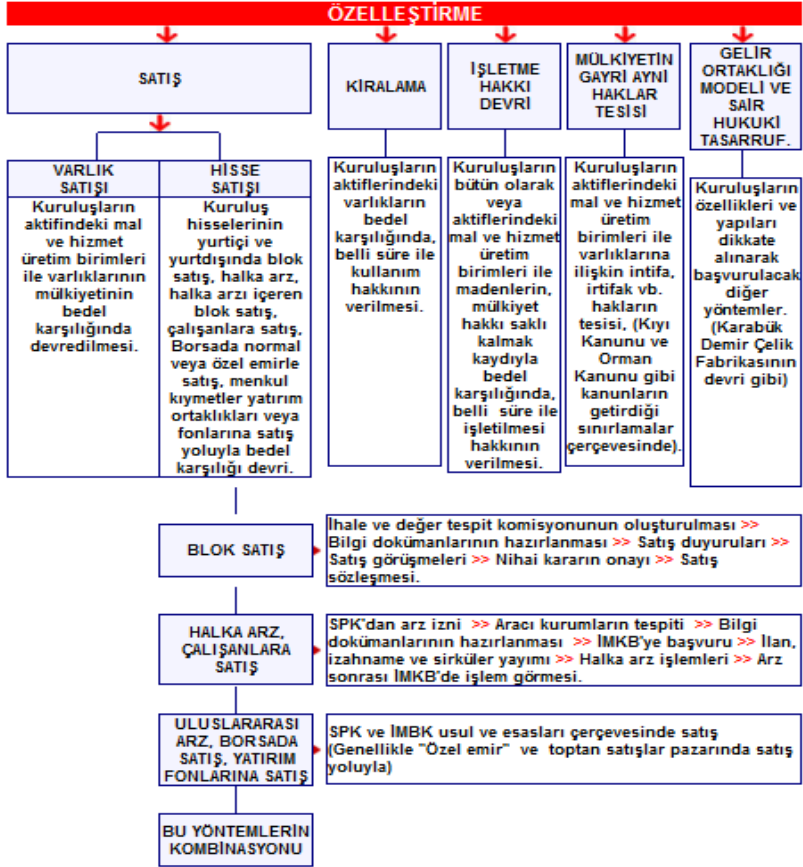 ÖZELLEŞTİRME
SATIŞ
KİRALAMA
İŞLETME
HAKKI
DEVRİ
MÜLKİYETİN
GAYRİ AYNİ
HAKLAR
TESİSİ
GELİR
ORTAKLIĞI
MODELİ VE
SAİR
HUKUKİ
TASARRUF.
VARLIK
SATIŞI
Kuruluşların
aktifindeki mal
ve hizmet
üretim birimleri
ile varlıklarının
mülkiyetinin
bedel
karşılığında
devredilmesi.
HİSSE
SATIŞI
Kuruluş
hisselerinin
yurtiçi ve
yurtdışında blok
satış, halka arz,
halka arzı içeren
blok satış,
çalışanlara satış,
Borsada normal
veya özel emirle
satış, menkul
kıymetler yatırım
ortaklıkları veya
fonlarına satış
yoluyla bedel
karşılığı devri.
Kuruluşların
aktiflerindeki
varlıkların
bedel
karşılığında,
belli süre ile
kullanım
hakkının
verilmesi.
Kuruluşların
bütün olarak
veya
aktiflerindeki
mal ve hizmet
üretim
birimleri ile
madenlerin,
mülkiyet
hakkı saklı
kalmak
kaydıyla
bedel
karşılığında,
belli süre ile
işletilmesi
hakkının
verilmesi.
Kuruluşların
aktiflerindeki
mal ve hizmet
üretim
birimleri ile
varlıklarına
ilişkin intifa,
irtifak vb.
hakların
tesisi, (Kıyı
Kanunu ve
Orman
Kanunu gibi
kanunların
getirdiği
sınırlamalar
çerçevesinde).
Kuruluşların
özellikleri ve
yapıları
dikkate
alınarak
başvurulacak
diğer
yöntemler.
(Karabük
Demir Çelik
Fabrikasının
devri gibi)
BLOK SATIŞ
İhale ve değer tespit komisyonunun oluşturulması >>
Bilgi dokümanlarının hazırlanması >> Satış duyuruları >>
Satış görüşmeleri >> Nihai kararın onayı >> Satış
sözleşmesi.
HALKA ARZ,
ÇALIŞANLARA
SATIŞ
SPK'dan arz izni >> Aracı kurumların tespiti >> Bilgi
dokümanlarının hazırlanması >> İMKB'ye başvuru >> İlan,
izahname ve sirküler yayımı >> Halka arz işlemleri >> Arz
sonrası İMKB'de işlem görmesi.
ULUSLARARASI
ARZ, BORSADA
SATIŞ, YATIRIM
FONLARINA SATIŞ
SPK ve İMBK usul ve esasları çerçevesinde satış
(Genellikle "Özel emir" ve toptan satışlar pazarında satış
yoluyla)
BU YÖNTEMLERİN
KOMBİNASYONU